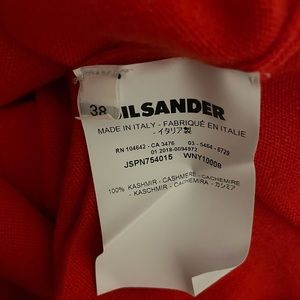 38
JILSANDER
MADE IN ITALY - FABRIQUÉ EN ITALIE
- イタリア製
RN 104642 - CA 3476 03 - 5464 - 6729
01 2018-0094972
JSPN754015 WNY10008
100% KASHMIR - CASHMERE - CACHEMIRE
- KASCHMIR - CACHEMIRA - カシミア